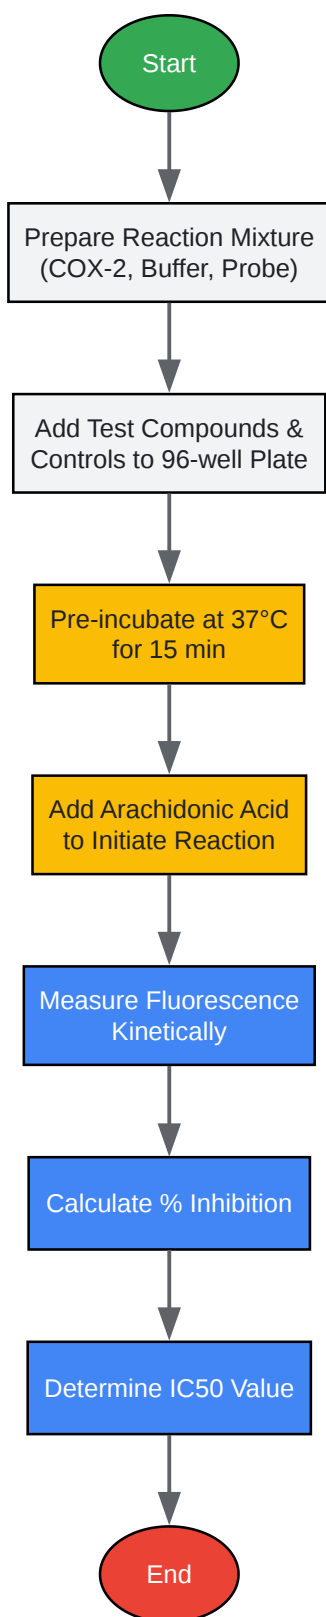 Start
Prepare Reaction Mixture
(COX-2, Buffer, Probe)
Add Test Compounds &
Controls to 96-well Plate
Pre-incubate at 37°C
for 15 min
Add Arachidonic Acid
to Initiate Reaction
Measure Fluorescence
Kinetically
Calculate % Inhibition
Determine IC50 Value
End